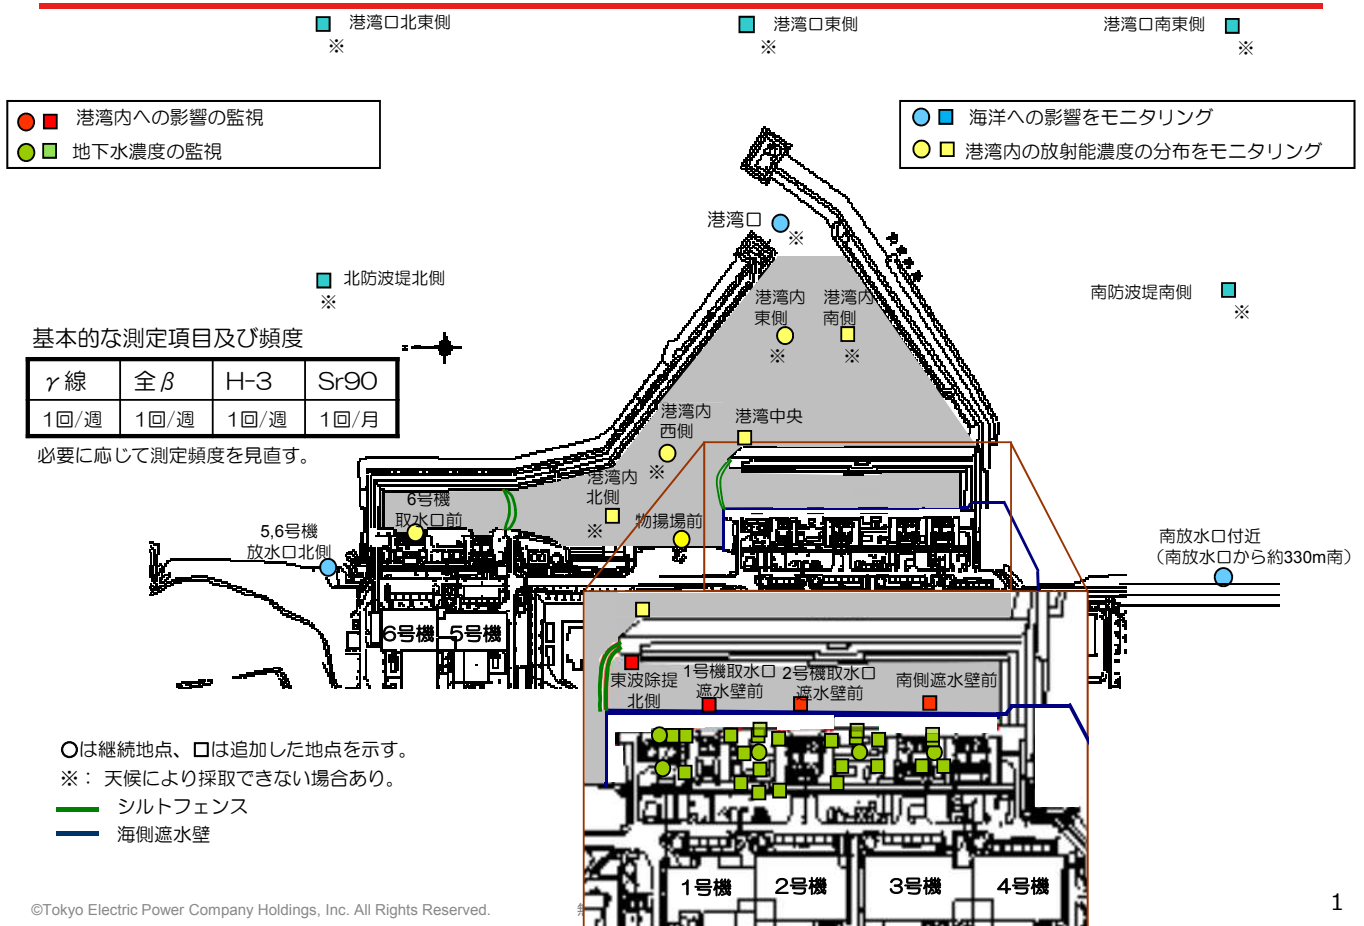 港湾口北東側
※
港湾口東側
※
港湾口南東側
※
港湾内への影響の監視
地下水濃度の監視
海洋への影響をモニタリング
港湾内の放射能濃度の分布をモニタリング
港湾口
※
北防波堤北側
※
南防波堤南側
※
港湾内
東側
※
港湾内
南側
※
基本的な測定項目及び頻度
γ線 全β H-3 Sr90
1回/週 1回/週 1回/週 1回/月
必要に応じて測定頻度を見直す。
港湾内
西側
※
港湾中央
港湾内
北側
※
6号機
取水口前
物揚場前
5,6号機
放水口北側
南放水口付近
（南放水口から約330m南）
6号機 5号機
東波除堤
北側
1号機取水口
遮水壁前
2号機取水口
遮水壁前
南側遮水壁前
○は継続地点、□は追加した地点を示す。
※： 天候により採取できない場合あり。
シルトフェンス
海側遮水壁
1号機 2号機 3号機 4号機
©Tokyo Electric Power Company Holdings, Inc. All Rights Reserved.
1